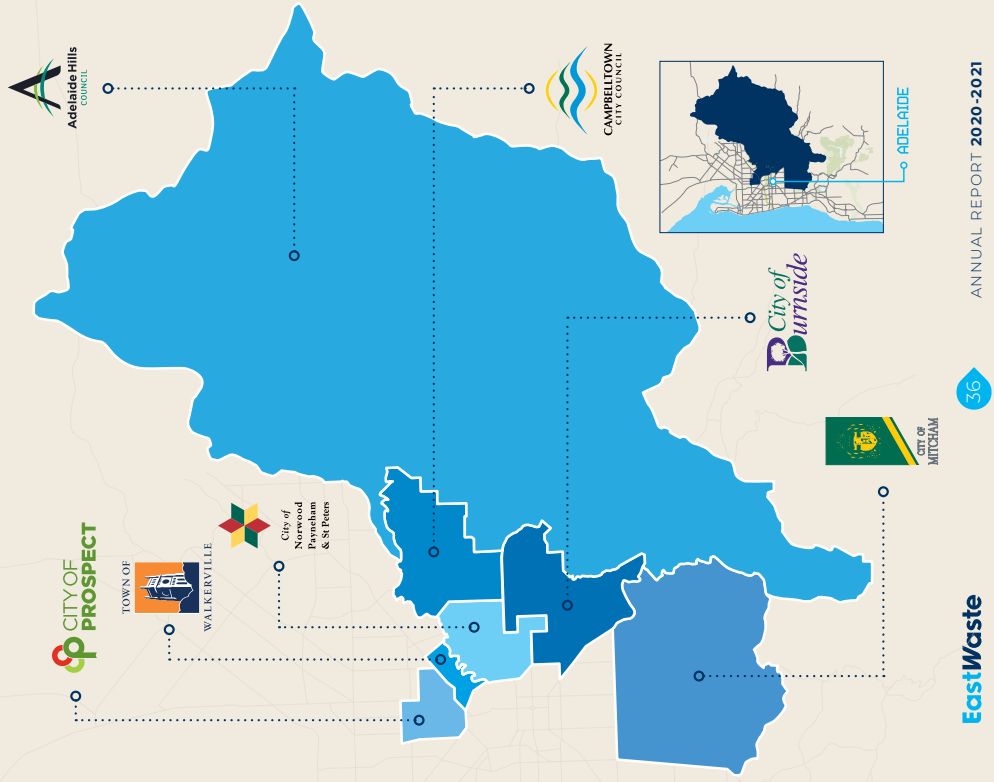 Adelaide Hills
COUNCIL
CAMPBELLTOWN
CITY COUNCIL
ADELAIDE
City of
Burnside
CITY OF
MITCHAM
City of
Norwood
Payneham
& St Peters
TOWN OF
WALKERVILLE
cp CITY OF
PROSPECT
EastWaste
36
ANNUAL REPORT 2020-2021